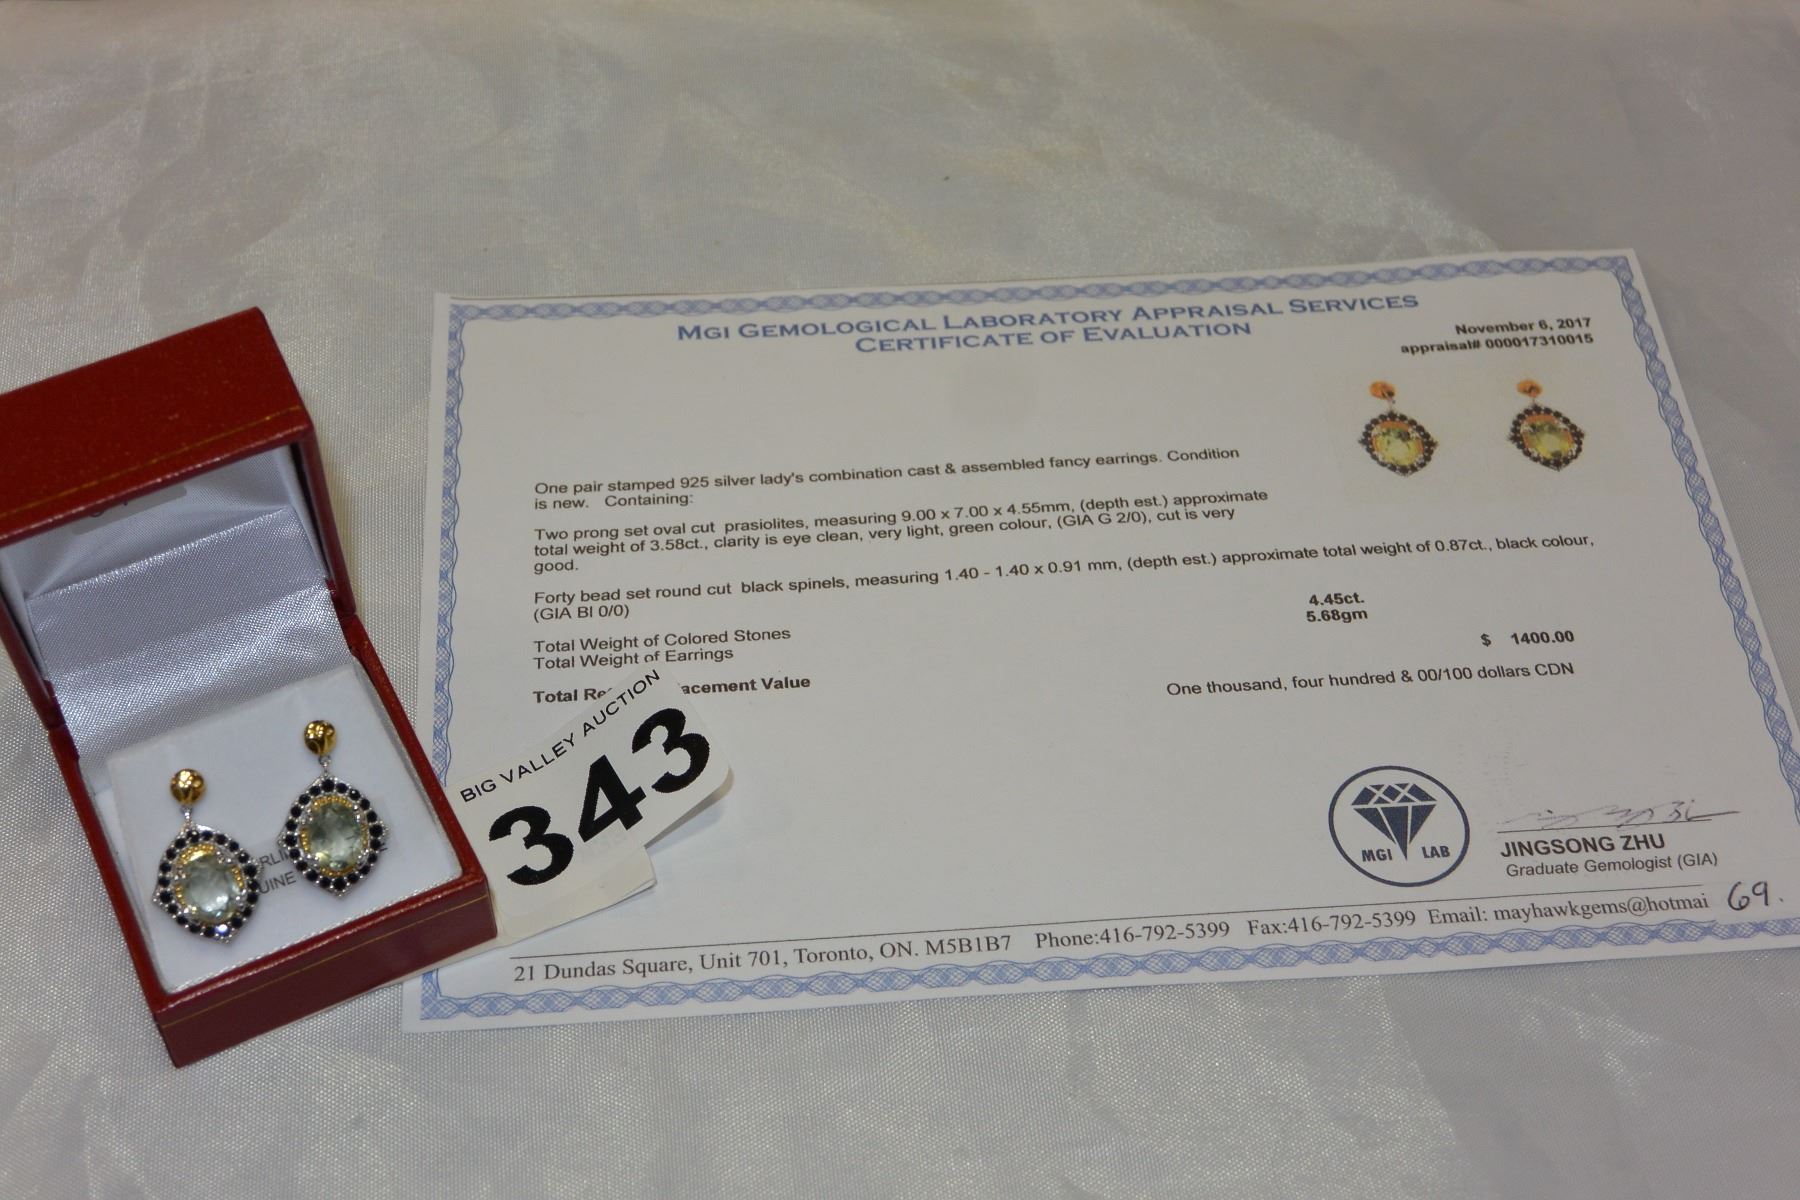 MGI GEMOLOGICAL LABORATORY APPRAISAL SERVICES
CERTIFICATE OF EVALUATION
November 6, 2017
appraisal# 000017310015
One pair stamped 925 silver lady's combination cast & assembled fancy earrings. Condition
is new. Containing:
Two prong set oval cut prasiolites, measuring 9.00 x 7.00 x 4.55mm, (depth est.) approximate
total weight of 3.58ct., clarity is eye clean, very light, green colour, (GIA G 2/0), cut is very
good.
Forty bead set round cut black spinels, measuring 1.40 - 1.40 x 0.91 mm, (depth est.) approximate total weight of 0.87ct., black colour,
(GIA Bl 0/0)
Total Weight of Colored Stones 4.45ct.
Total Weight of Earrings 5.68gm
$ 1400.00
Total Re acement Value
One thousand, four hundred & 00/100 dollars CDN
BIG VALLEY AUCTION
343
MGI LAB
JINGSONG ZHU
Graduate Gemologist (GIA)
69.
21 Dundas Square, Unit 701, Toronto, ON. M5B1B7 Phone:416-792-5399 Fax:416-792-5399 Email: mayhawkgems@hotmai
RLI
UINE